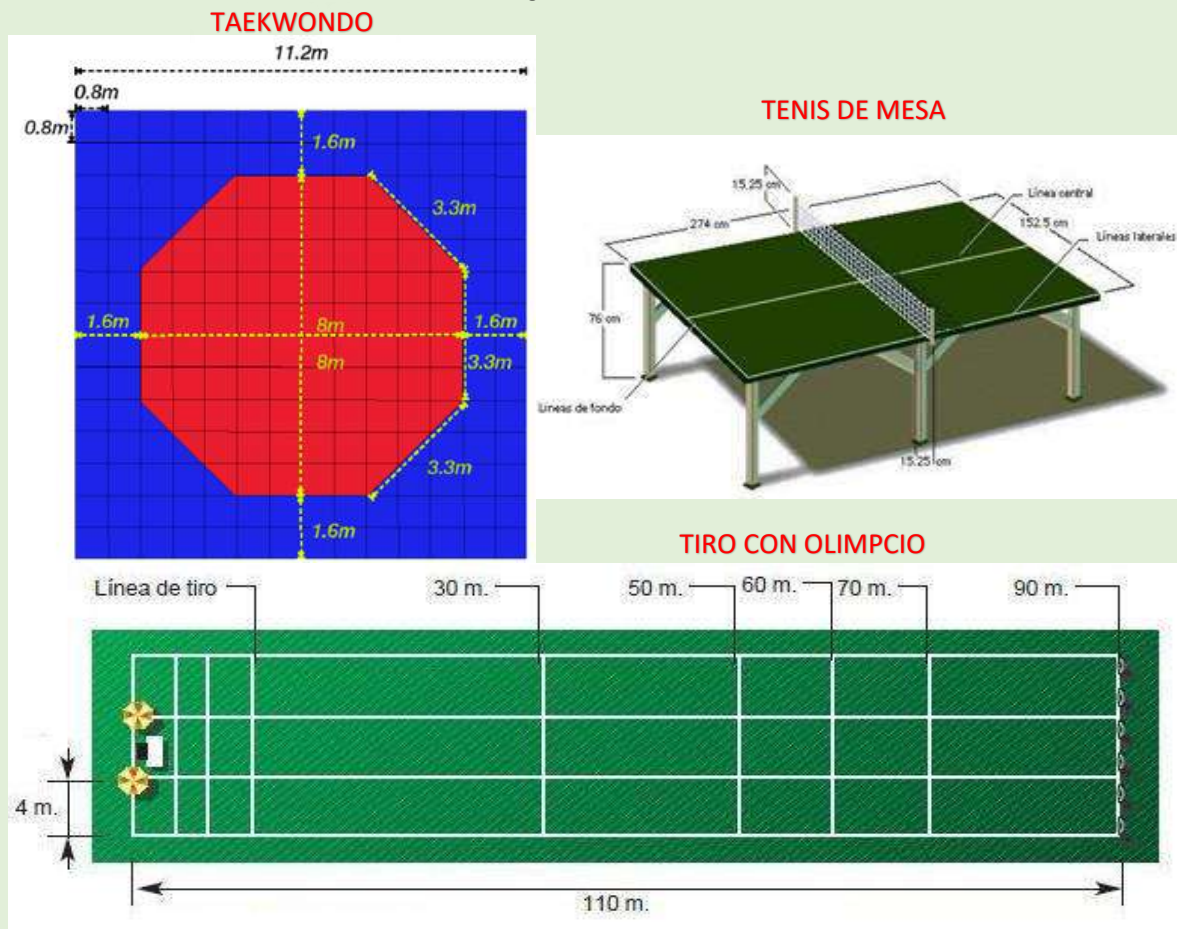 TAEKWONDO
11.2m
0.8m
0.8m
1.6m
3.3m
1.6m
8m
1.6m
8m
3.3m
3.3m
1.6m
TENIS DE MESA
15,25 cm
274 cm
Línea central
152.5 cm
Líneas laterales
76 cm
Líneas de fondo
15.25 cm
TIRO CON OLIMPCIO
Línea de tiro
30 m.
50 m.
60 m.
70 m.
90 m.
4 m.
110 m.